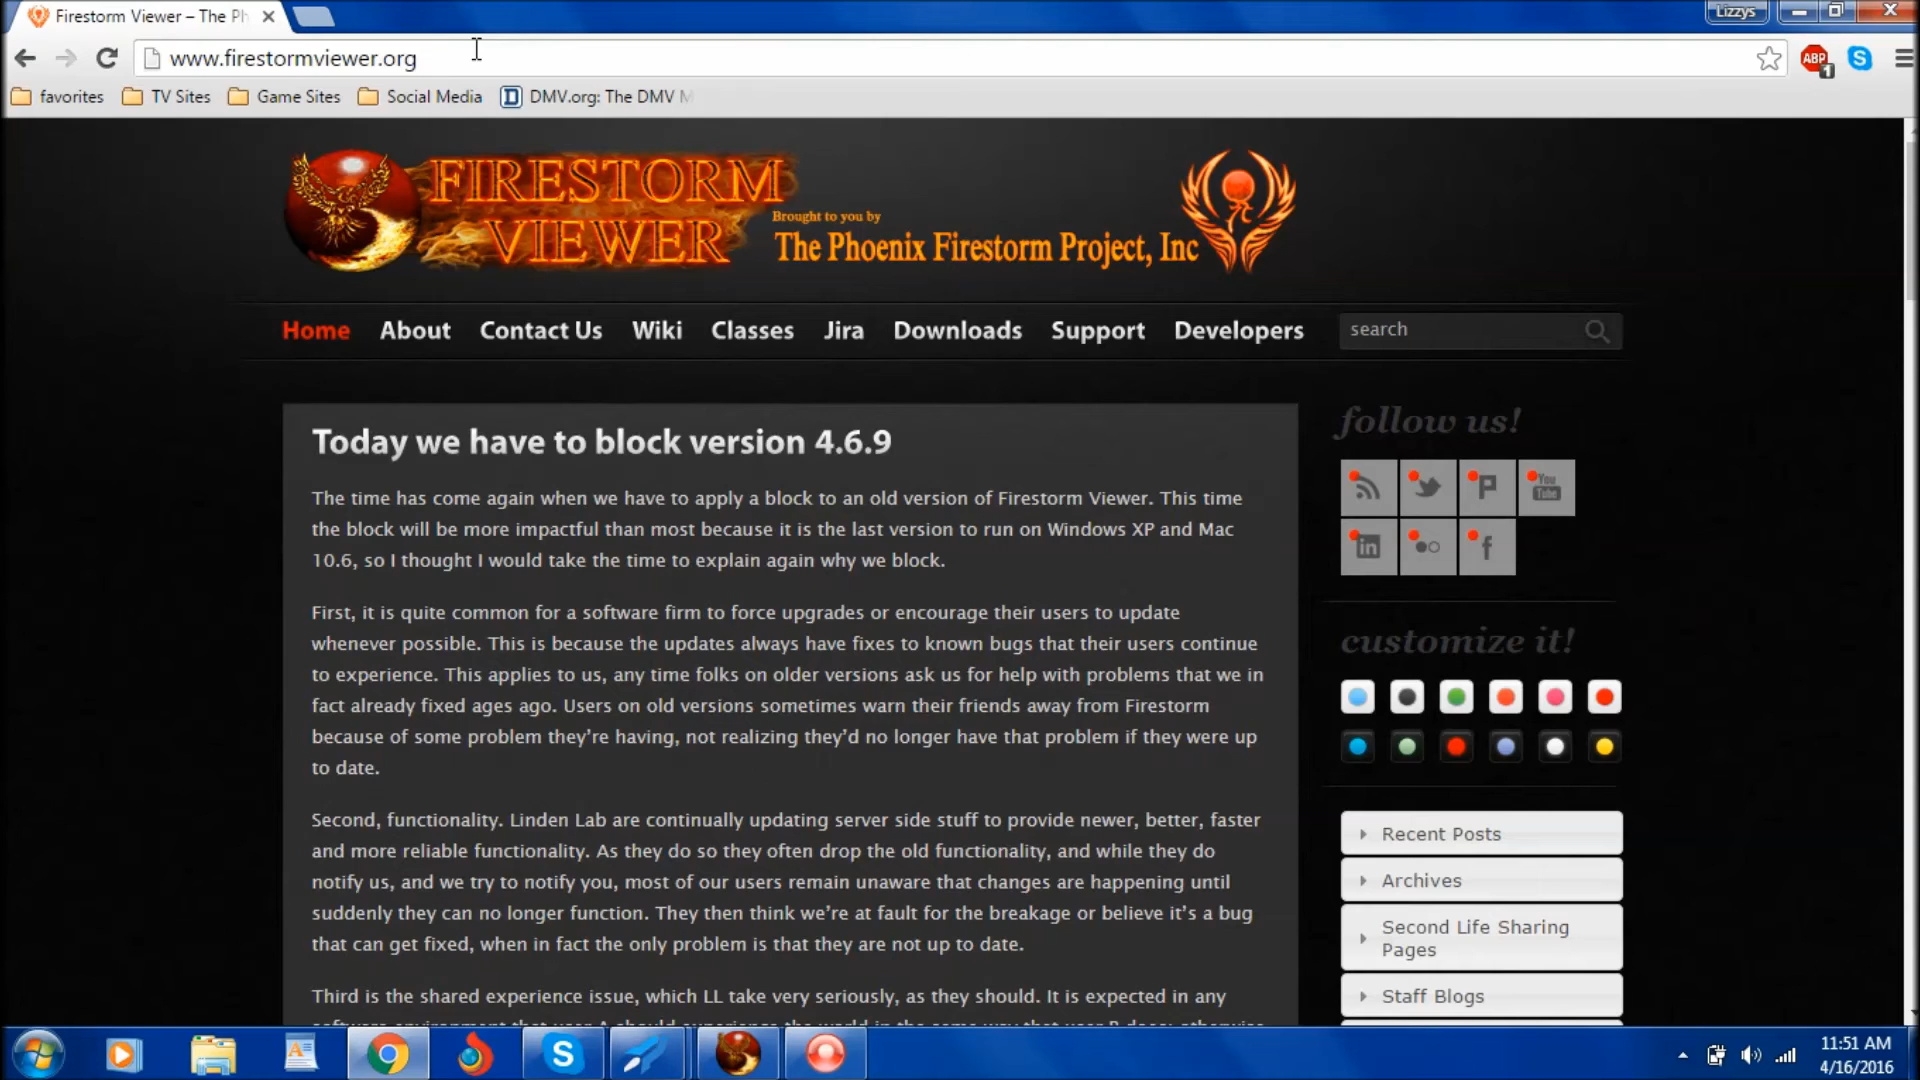 Firestorm Viewer – The Ph
Lizzys
www.firestormviewer.org
ABP
1
favorites
TV Sites
Game Sites
Social Media
DMV.org: The DMV M
FIRESTORM
VIEWER
Brought to you by
The Phoenix Firestorm Project, Inc
Home
About
Contact Us
Wiki
Classes
Jira
Downloads
Support
Developers
search
Today we have to block version 4.6.9
The time has come again when we have to apply a block to an old version of Firestorm Viewer. This time
the block will be more impactful than most because it is the last version to run on Windows XP and Mac
10.6, so I thought I would take the time to explain again why we block.
First, it is quite common for a software firm to force upgrades or encourage their users to update
whenever possible. This is because the updates always have fixes to known bugs that their users continue
to experience. This applies to us, any time folks on older versions ask us for help with problems that we in
fact already fixed ages ago. Users on old versions sometimes warn their friends away from Firestorm
because of some problem they're having, not realizing they'd no longer have that problem if they were up
to date.
Second, functionality. Linden Lab are continually updating server side stuff to provide newer, better, faster
and more reliable functionality. As they do so they often drop the old functionality, and while they do
notify us, and we try to notify you, most of our users remain unaware that changes are happening until
suddenly they can no longer function. They then think we're at fault for the breakage or believe it's a bug
that can get fixed, when in fact the only problem is that they are not up to date.
Third is the shared experience issue, which LL take very seriously, as they should. It is expected in any
follow us!
You
Tube
customize it!
Recent Posts
Archives
Second Life Sharing
Pages
Staff Blogs
11:51 AM
4/16/2016